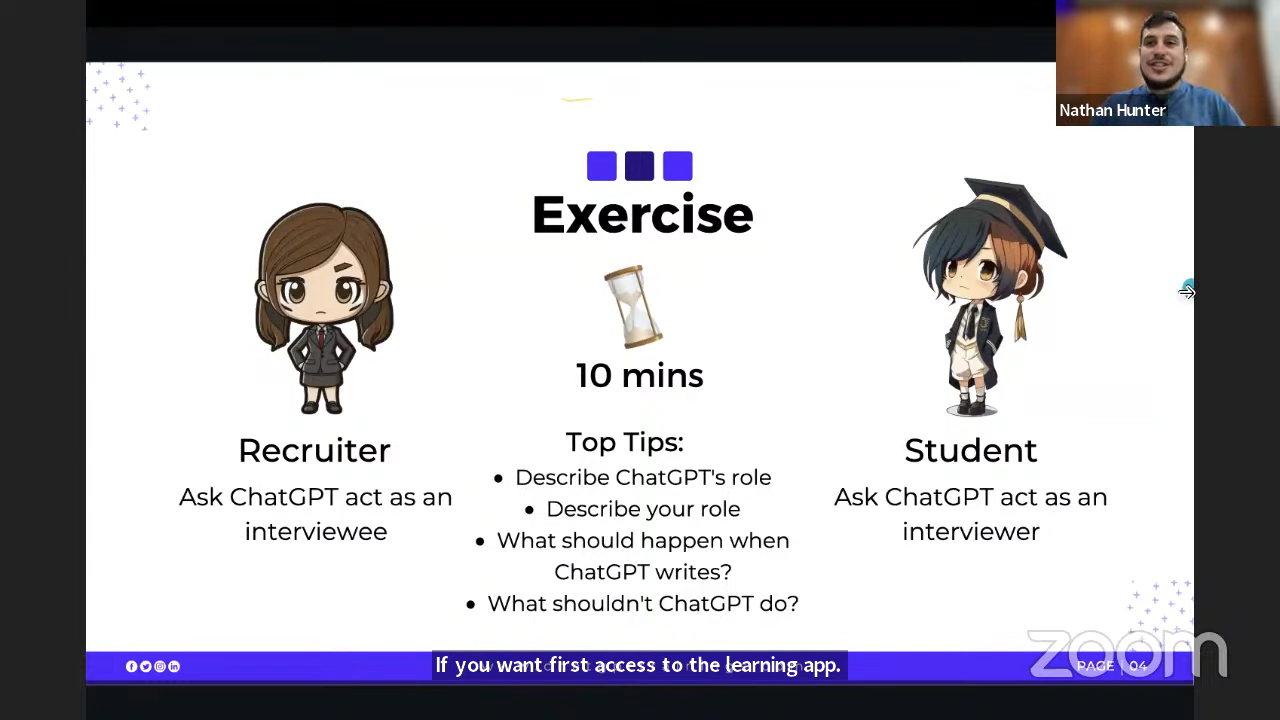 Nathan Hunter
Exercise
10 mins
Recruiter
Ask ChatGPT act as an
interviewee
Top Tips:
• Describe ChatGPT's role
• Describe your role
• What should happen when
ChatGPT writes?
• What shouldn't ChatGPT do?
Student
Ask ChatGPT act as an
interviewer
zoom
If you want first access to the learning app.
PAGE | 04